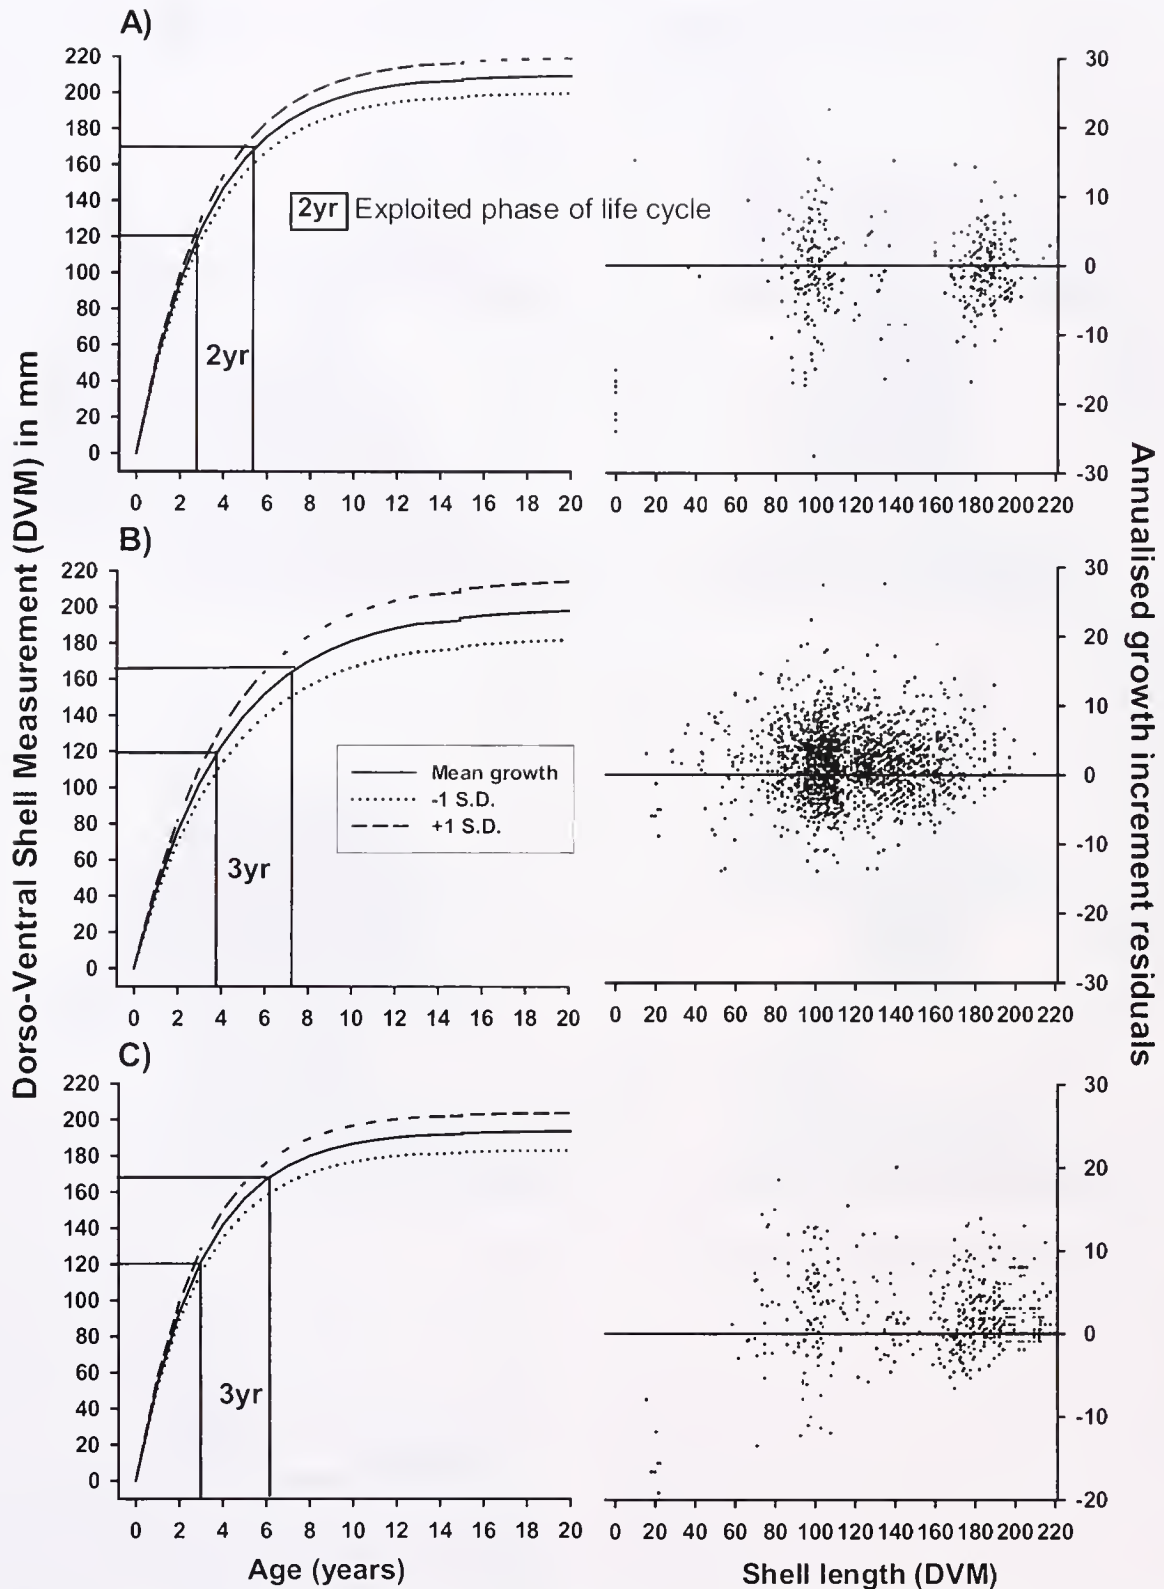 A)
220
200
180
160
140
120
100
80
60
40
20
0
2yr
2yr Exploited phase of life cycle
0 2 4 6 8 10 12 14 16 18 20
30
20
10
0
-10
-20
-30
0 20 40 60 80 100 120 140 160 180 200 220
B)
220
200
180
160
140
120
100
80
60
40
20
0
3yr
Mean growth
-1 S.D.
+1 S.D.
0 2 4 6 8 10 12 14 16 18 20
30
20
10
0
-10
-20
-30
0 20 40 60 80 100 120 140 160 180 200 220
C)
220
200
180
160
140
120
100
80
60
40
20
0
3yr
0 2 4 6 8 10 12 14 16 18 20
30
20
10
0
-10
-20
0 20 40 60 80 100 120 140 160 180 200 220
Dorso-Ventral Shell Measurement (DVM) in mm
Annualised growth increment residuals
Age (years)
Shell length (DVM)